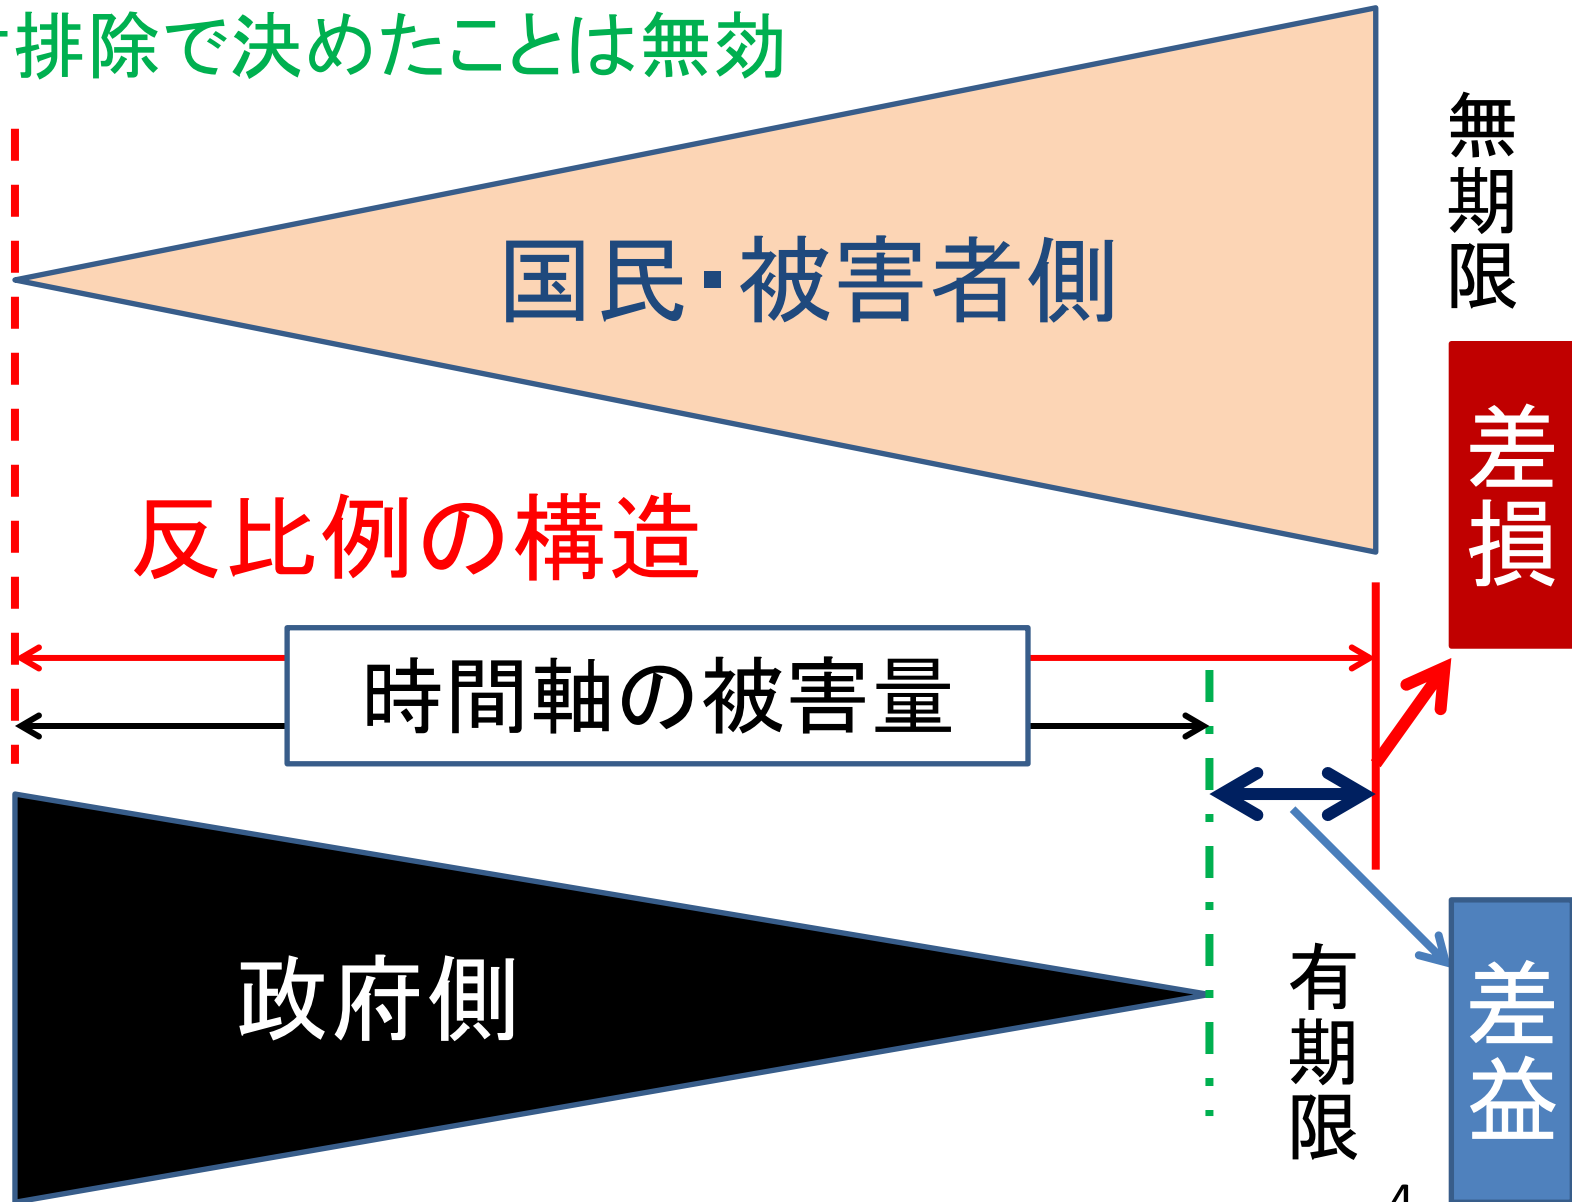 排除で決めたことは無効
無期限
国民・被害者側
差損
反比例の構造
時間軸の被害量
政府側
有期限
差益
4